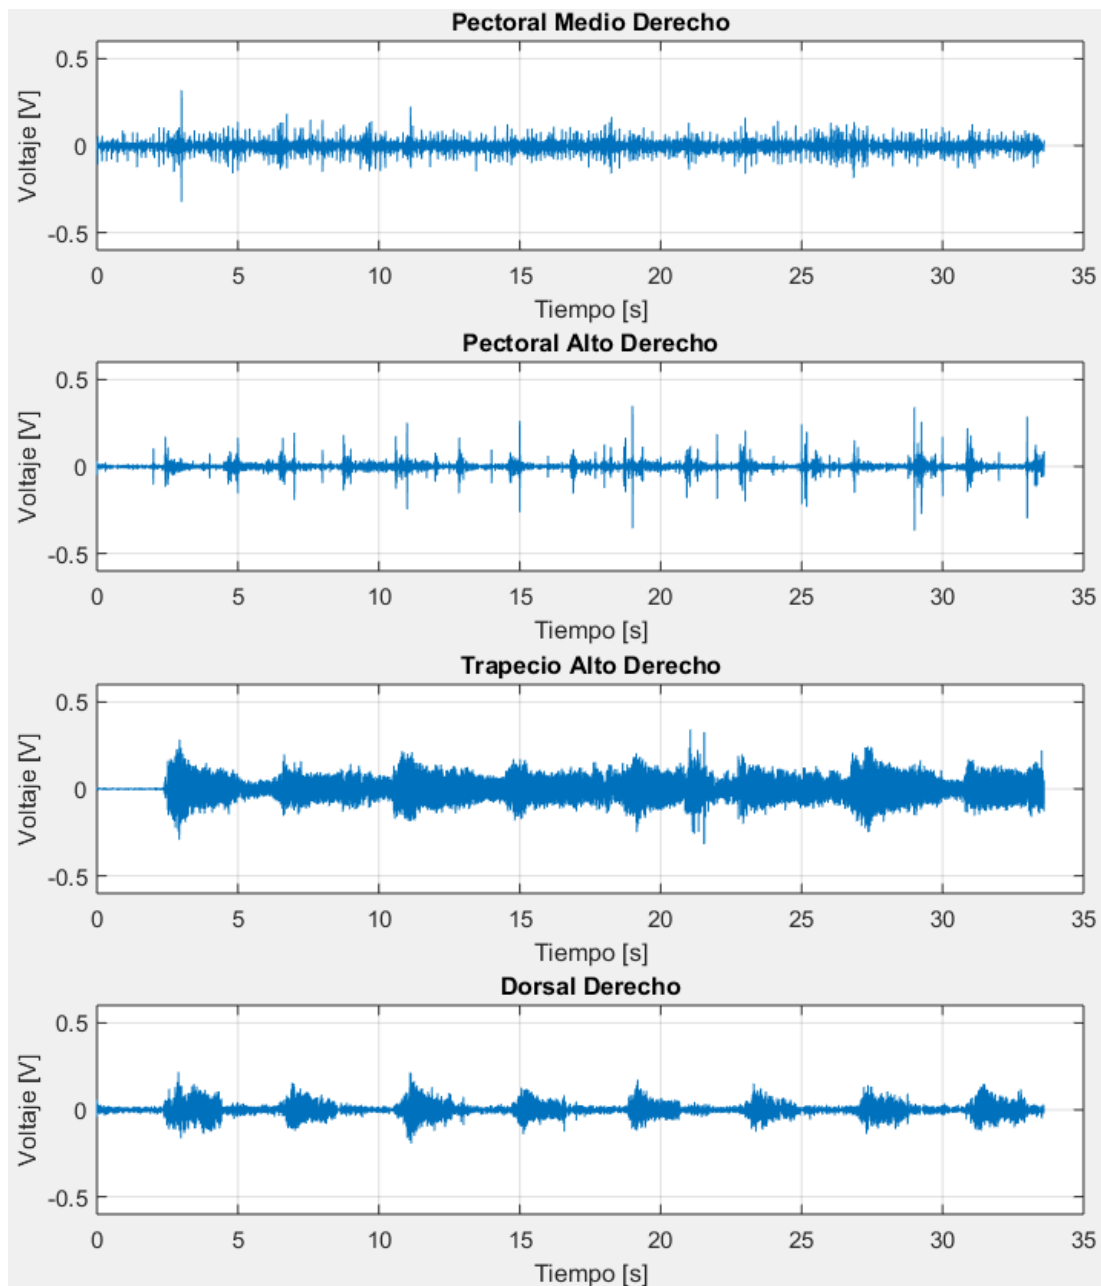 Pectoral Medio Derecho
0.5
0
-0.5
Voltaje [V]
0 5 10 15 20 25 30 35
Tiempo [s]
Pectoral Alto Derecho
0.5
0
-0.5
Voltaje [V]
0 5 10 15 20 25 30 35
Tiempo [s]
Trapecio Alto Derecho
0.5
0
-0.5
Voltaje [V]
0 5 10 15 20 25 30 35
Tiempo [s]
Dorsal Derecho
0.5
0
-0.5
Voltaje [V]
0 5 10 15 20 25 30 35
Tiempo [s]